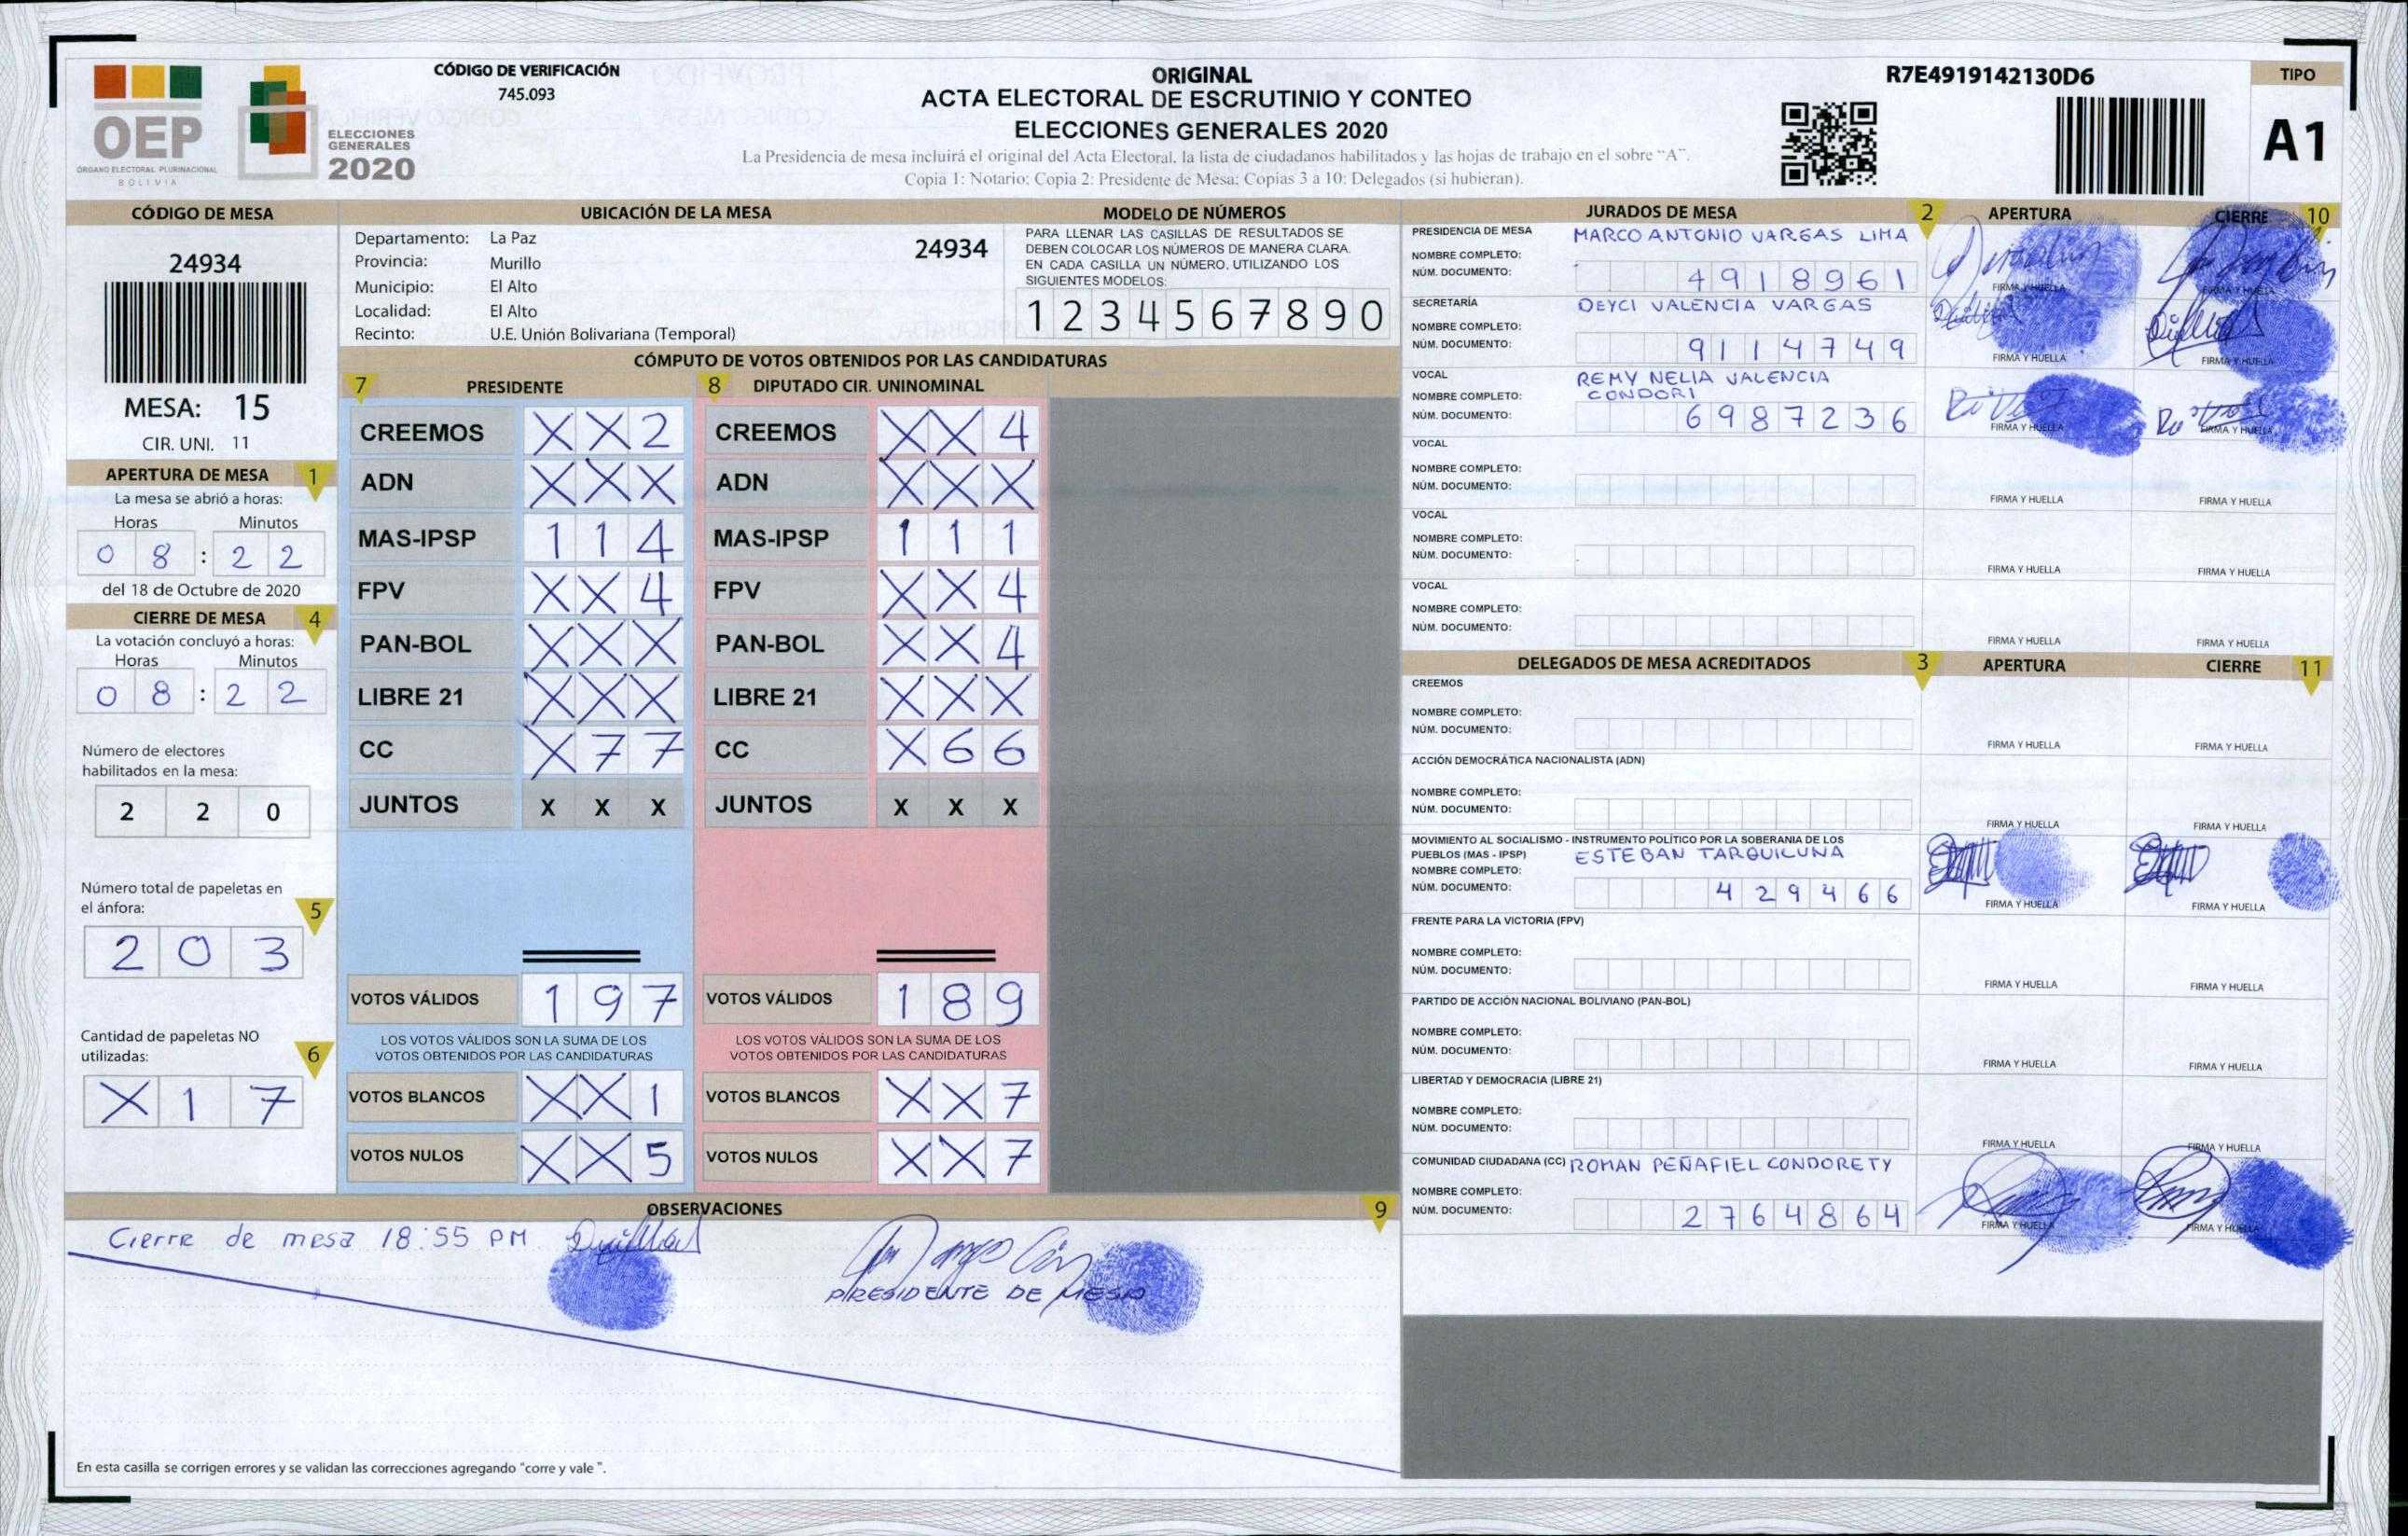 OEP
ÓRGANO ELECTORAL PLURINACIONAL
BOLIVIA
ELECCIONES
GENERALES
2020
CÓDIGO DE VERIFICACIÓN
745.093
ORIGINAL
ACTA ELECTORAL DE ESCRUTINIO Y CONTEO
ELECCIONES GENERALES 2020
La Presidencia de mesa incluirá el original del Acta Electoral, la lista de ciudadanos habilitados y las hojas de trabajo en el sobre "A".
Copia 1: Notario; Copia 2: Presidente de Mesa; Copias 3 a 10: Delegados (si hubieran).
R7E4919142130D6
TIPO
A1
CÓDIGO DE MESA
24934
MESA: 15
CIR. UNI. 11
APERTURA DE MESA 1
La mesa se abrió a horas:
Horas Minutos
0 8 : 2 2
del 18 de Octubre de 2020
CIERRE DE MESA 4
La votación concluyó a horas:
Horas Minutos
0 8 : 2 2
Número de electores
habilitados en la mesa:
2 2 0
Número total de papeletas en
el ánfora: 5
2 0 3
Cantidad de papeletas NO
utilizadas: 6
X 1 7
UBICACIÓN DE LA MESA
Departamento: La Paz
24934
Provincia: Murillo
Municipio: El Alto
Localidad: El Alto
Recinto: U.E. Unión Bolivariana (Temporal)
MODELO DE NÚMEROS
PARA LLENAR LAS CASILLAS DE RESULTADOS SE
DEBEN COLOCAR LOS NÚMEROS DE MANERA CLARA.
EN CADA CASILLA UN NÚMERO, UTILIZANDO LOS
SIGUIENTES MODELOS:
1 2 3 4 5 6 7 8 9 0
CÓMPUTO DE VOTOS OBTENIDOS POR LAS CANDIDATURAS
7 PRESIDENTE
CREEMOS X X 2
ADN X X X
MAS-IPSP 1 1 4
FPV X X 4
PAN-BOL X X X
LIBRE 21 X X X
CC X 7 7
JUNTOS X X X
VOTOS VÁLIDOS 1 9 7
LOS VOTOS VÁLIDOS SON LA SUMA DE LOS
VOTOS OBTENIDOS POR LAS CANDIDATURAS
VOTOS BLANCOS X X 1
VOTOS NULOS X X 5
8 DIPUTADO CIR. UNINOMINAL
CREEMOS X X 4
ADN X X X
MAS-IPSP 1 1 1
FPV X X 4
PAN-BOL X X 4
LIBRE 21 X X X
CC X 6 6
JUNTOS X X X
VOTOS VÁLIDOS 1 8 9
LOS VOTOS VÁLIDOS SON LA SUMA DE LOS
VOTOS OBTENIDOS POR LAS CANDIDATURAS
VOTOS BLANCOS X X 7
VOTOS NULOS X X 7
OBSERVACIONES 9
Cierre de mesa 18:55 PM
PRESIDENTE DE MESA
En esta casilla se corrigen errores y se validan las correcciones agregando "corre y vale ".
JURADOS DE MESA 2 APERTURA CIERRE 10
PRESIDENCIA DE MESA MARCO ANTONIO VARGAS LIMA
NOMBRE COMPLETO:
NÚM. DOCUMENTO: 4918961
FIRMA Y HUELLA FIRMA Y HUELLA
SECRETARÍA DEYCI VALENCIA VARGAS
NOMBRE COMPLETO:
NÚM. DOCUMENTO: 9114749
FIRMA Y HUELLA FIRMA Y HUELLA
VOCAL REMY NELIA VALENCIA
NOMBRE COMPLETO: CONDORI
NÚM. DOCUMENTO: 6987236
FIRMA Y HUELLA FIRMA Y HUELLA
VOCAL
NOMBRE COMPLETO:
NÚM. DOCUMENTO:
FIRMA Y HUELLA FIRMA Y HUELLA
VOCAL
NOMBRE COMPLETO:
NÚM. DOCUMENTO:
FIRMA Y HUELLA FIRMA Y HUELLA
VOCAL
NOMBRE COMPLETO:
NÚM. DOCUMENTO:
FIRMA Y HUELLA FIRMA Y HUELLA
DELEGADOS DE MESA ACREDITADOS 3 APERTURA CIERRE 11
CREEMOS
NOMBRE COMPLETO:
NÚM. DOCUMENTO:
FIRMA Y HUELLA FIRMA Y HUELLA
ACCIÓN DEMOCRÁTICA NACIONALISTA (ADN)
NOMBRE COMPLETO:
NÚM. DOCUMENTO:
FIRMA Y HUELLA FIRMA Y HUELLA
MOVIMIENTO AL SOCIALISMO - INSTRUMENTO POLÍTICO POR LA SOBERANIA DE LOS
PUEBLOS (MAS - IPSP) ESTEBAN TARQUILUNA
NOMBRE COMPLETO:
NÚM. DOCUMENTO: 429466
FIRMA Y HUELLA FIRMA Y HUELLA
FRENTE PARA LA VICTORIA (FPV)
NOMBRE COMPLETO:
NÚM. DOCUMENTO:
FIRMA Y HUELLA FIRMA Y HUELLA
PARTIDO DE ACCIÓN NACIONAL BOLIVIANO (PAN-BOL)
NOMBRE COMPLETO:
NÚM. DOCUMENTO:
FIRMA Y HUELLA FIRMA Y HUELLA
LIBERTAD Y DEMOCRACIA (LIBRE 21)
NOMBRE COMPLETO:
NÚM. DOCUMENTO:
FIRMA Y HUELLA FIRMA Y HUELLA
COMUNIDAD CIUDADANA (CC) ROMAN PEÑAFIEL CONDORETY
NOMBRE COMPLETO:
NÚM. DOCUMENTO: 2764864
FIRMA Y HUELLA FIRMA Y HUELLA